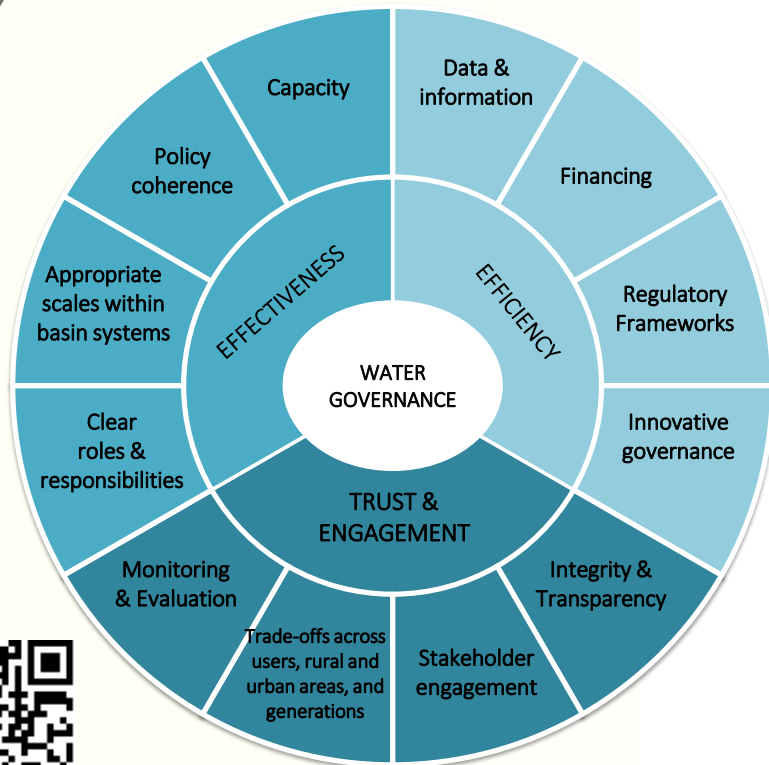 Capacity
Data &
information
Policy
coherence
Financing
Appropriate
scales within
basin systems
Regulatory
Frameworks
EFFECTIVENESS
EFFICIENCY
WATER
GOVERNANCE
Clear
roles &
responsibilities
Innovative
governance
TRUST &
ENGAGEMENT
Monitoring
& Evaluation
Integrity &
Transparency
Trade-offs across
users, rural and
urban areas, and
generations
Stakeholder
engagement